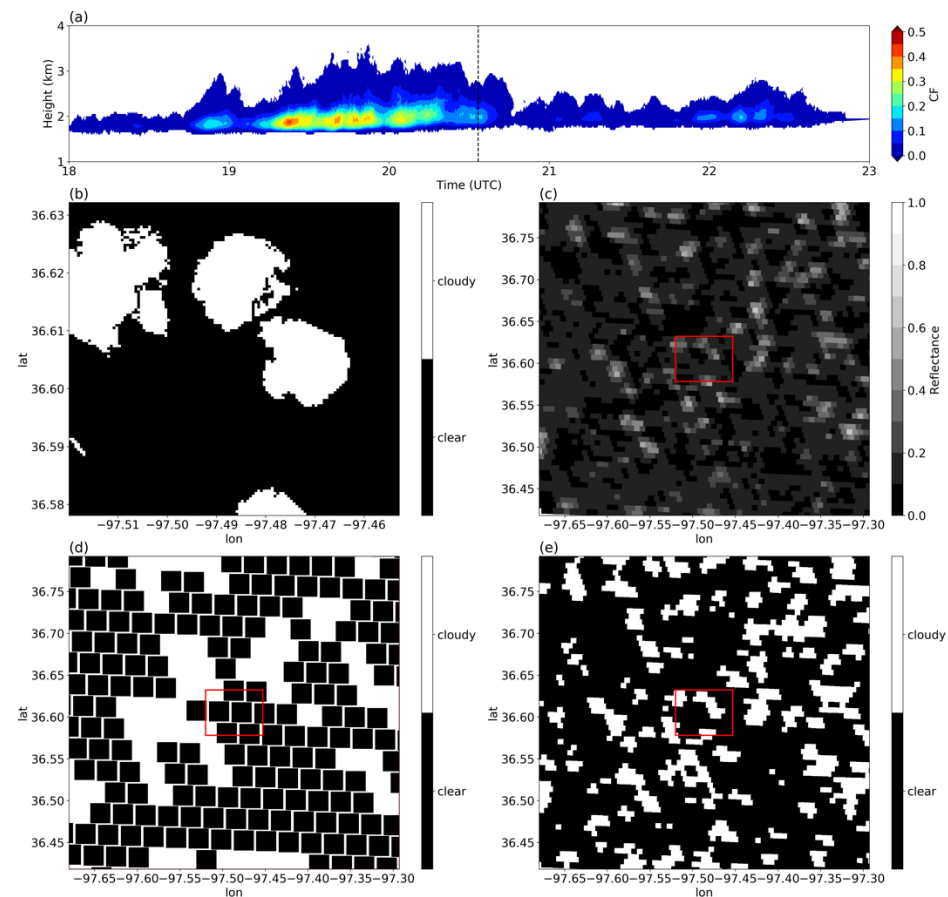 (a)
4
3
2
1
Height (km)
18
19
20
21
22
23
Time (UTC)
0.5
0.4
0.3
0.2
0.1
0.0
CF
(b)
36.63
36.62
36.61
36.60
36.59
36.58
lat
−97.51−97.50−97.49−97.48−97.47−97.46
lon
cloudy
clear
(c)
36.75
36.70
36.65
36.60
36.55
36.50
36.45
lat
−97.65−97.60−97.55−97.50−97.45−97.40−97.35−97.30
lon
1.0
0.8
0.6
0.4
0.2
0.0
Reflectance
(d)
36.75
36.70
36.65
36.60
36.55
36.50
36.45
lat
−97.65−97.60−97.55−97.50−97.45−97.40−97.35−97.30
lon
cloudy
clear
(e)
36.75
36.70
36.65
36.60
36.55
36.50
36.45
lat
−97.65−97.60−97.55−97.50−97.45−97.40−97.35−97.30
lon
cloudy
clear